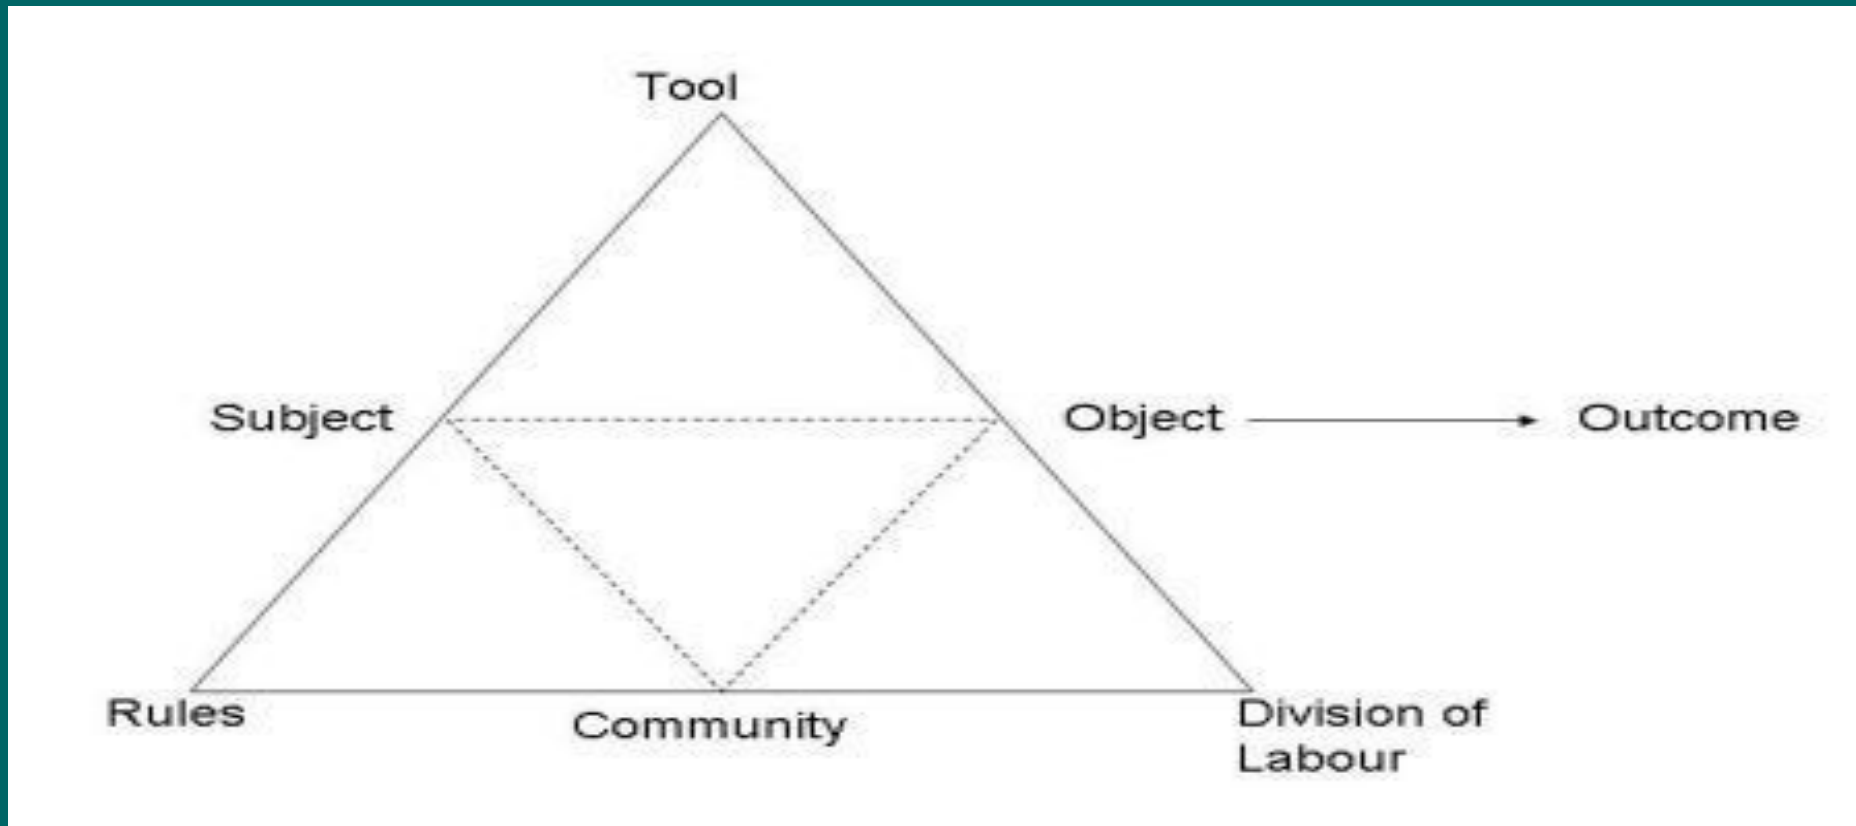 Tool
Subject
Object
Outcome
Rules
Community
Division of
Labour